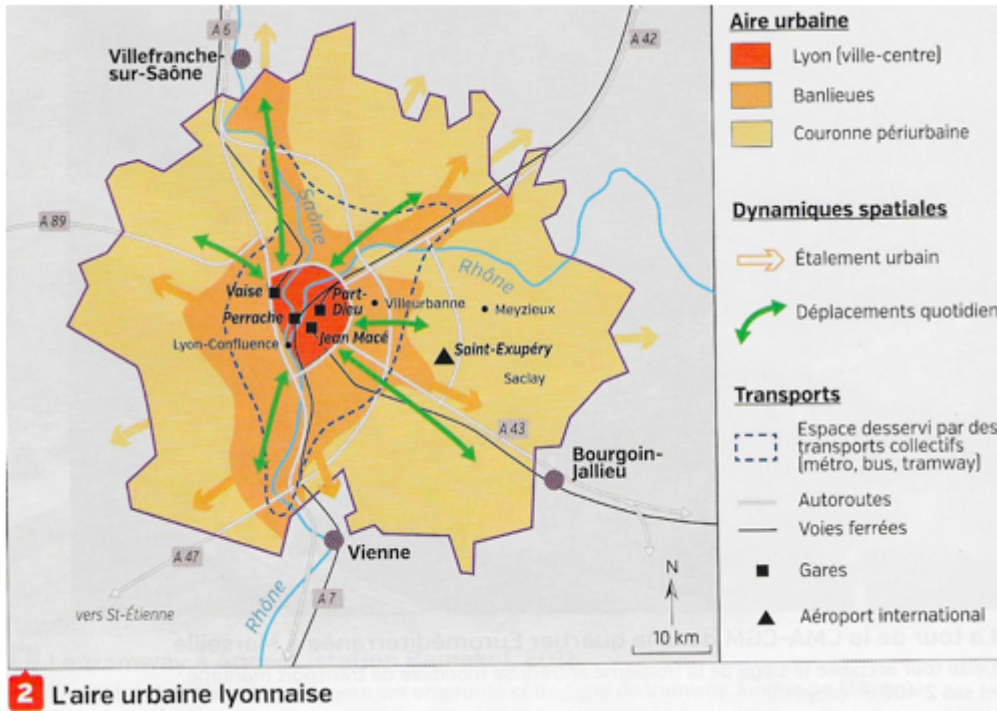 A 6
A 42
Villefranche-
sur-Saône
A 89
Saône
Rhône
Vaise
Part-
Dieu
Villeurbanne
Meyzieux
Perrache
Jean Macé
Lyon-Confluence
Saint-Exupéry
Saclay
A 43
Bourgoin-
Jallieu
Vienne
A 47
Rhône
A 7
vers St-Étienne
N
10 km
Aire urbaine
Lyon (ville-centre)
Banlieues
Couronne périurbaine
Dynamiques spatiales
Étalement urbain
Déplacements quotidien
Transports
Espace desservi par des
transports collectifs
(métro, bus, tramway)
Autoroutes
Voies ferrées
Gares
Aéroport international
2 L'aire urbaine lyonnaise